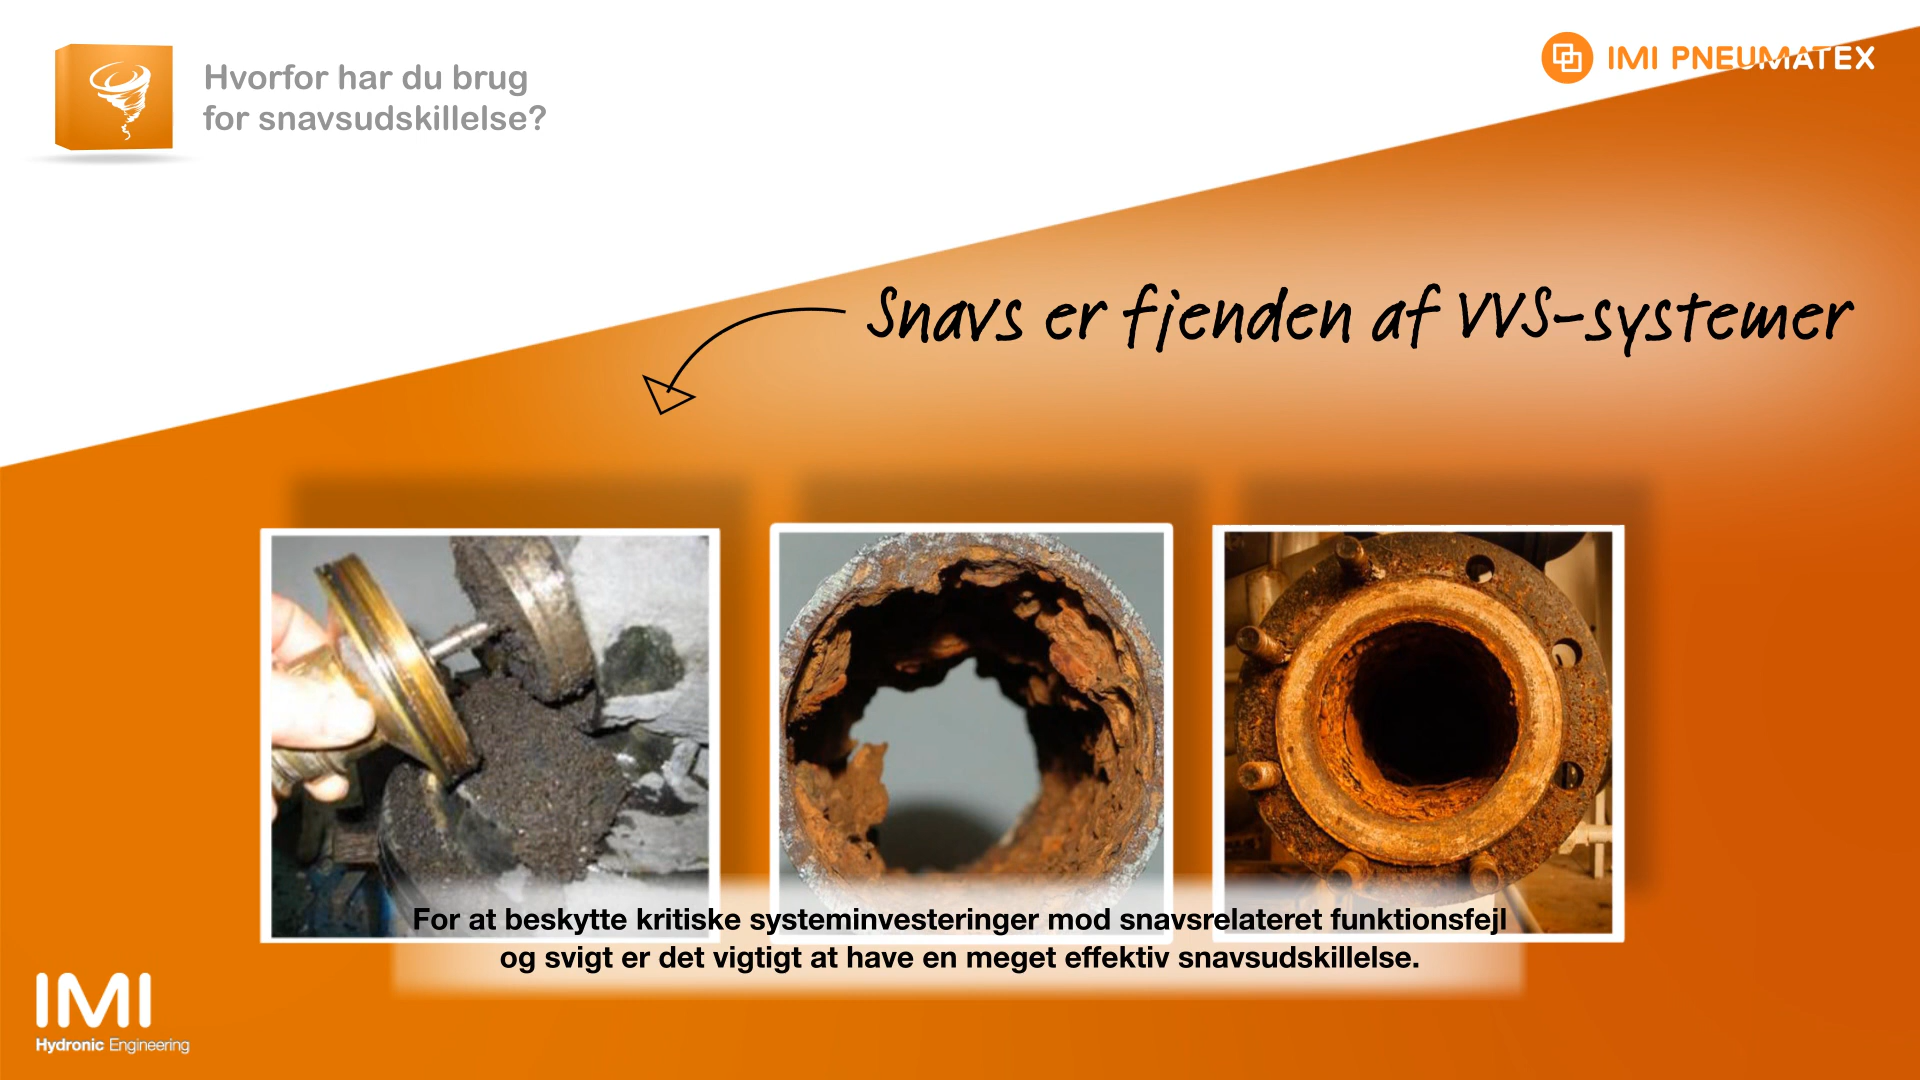 Hvorfor har du brug
for snavsudskillelse?
IMI PNEUMATEX
Snavs er fjenden af VVS-systemer
For at beskytte kritiske systeminvesteringer mod snavsrelateret funktionsfejl
og svigt er det vigtigt at have en meget effektiv snavsudskillelse.
IMI
Hydronic Engineering